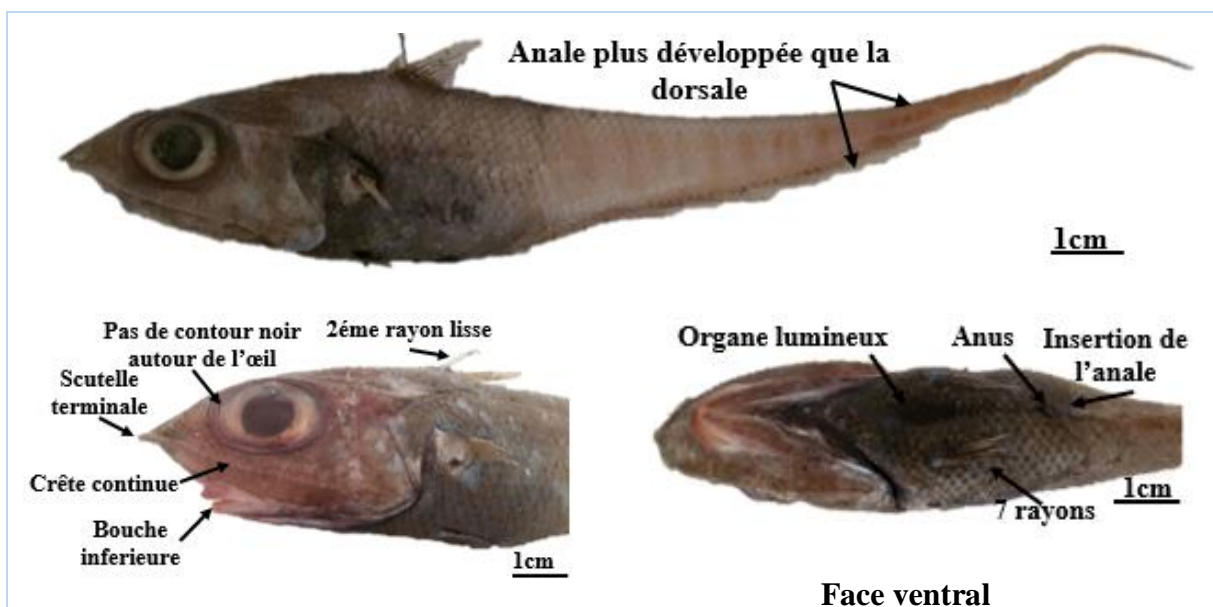 Anale plus développée que la
dorsale
1cm
Pas de contour noir
autour de l'œil
2éme rayon lisse
Scutelle
terminale
Crête continue
Bouche
inferieure
1cm
Organe lumineux
Anus
Insertion de
l'anale
1cm
7 rayons
Face ventral